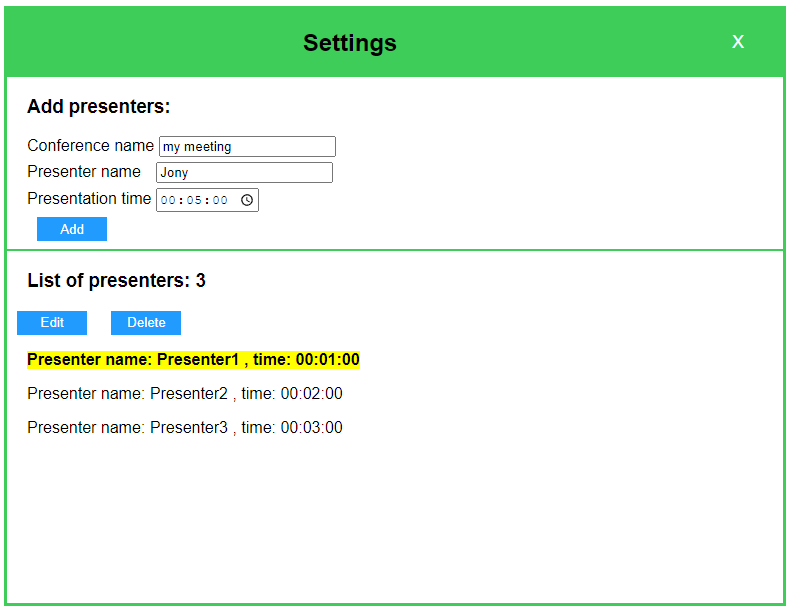 Settings
X
Add presenters:
Conference name my meeting
Presenter name Jony
Presentation time 00:05:00
Add
List of presenters: 3
Edit Delete
Presenter name: Presenter1 , time: 00:01:00
Presenter name: Presenter2 , time: 00:02:00
Presenter name: Presenter3 , time: 00:03:00